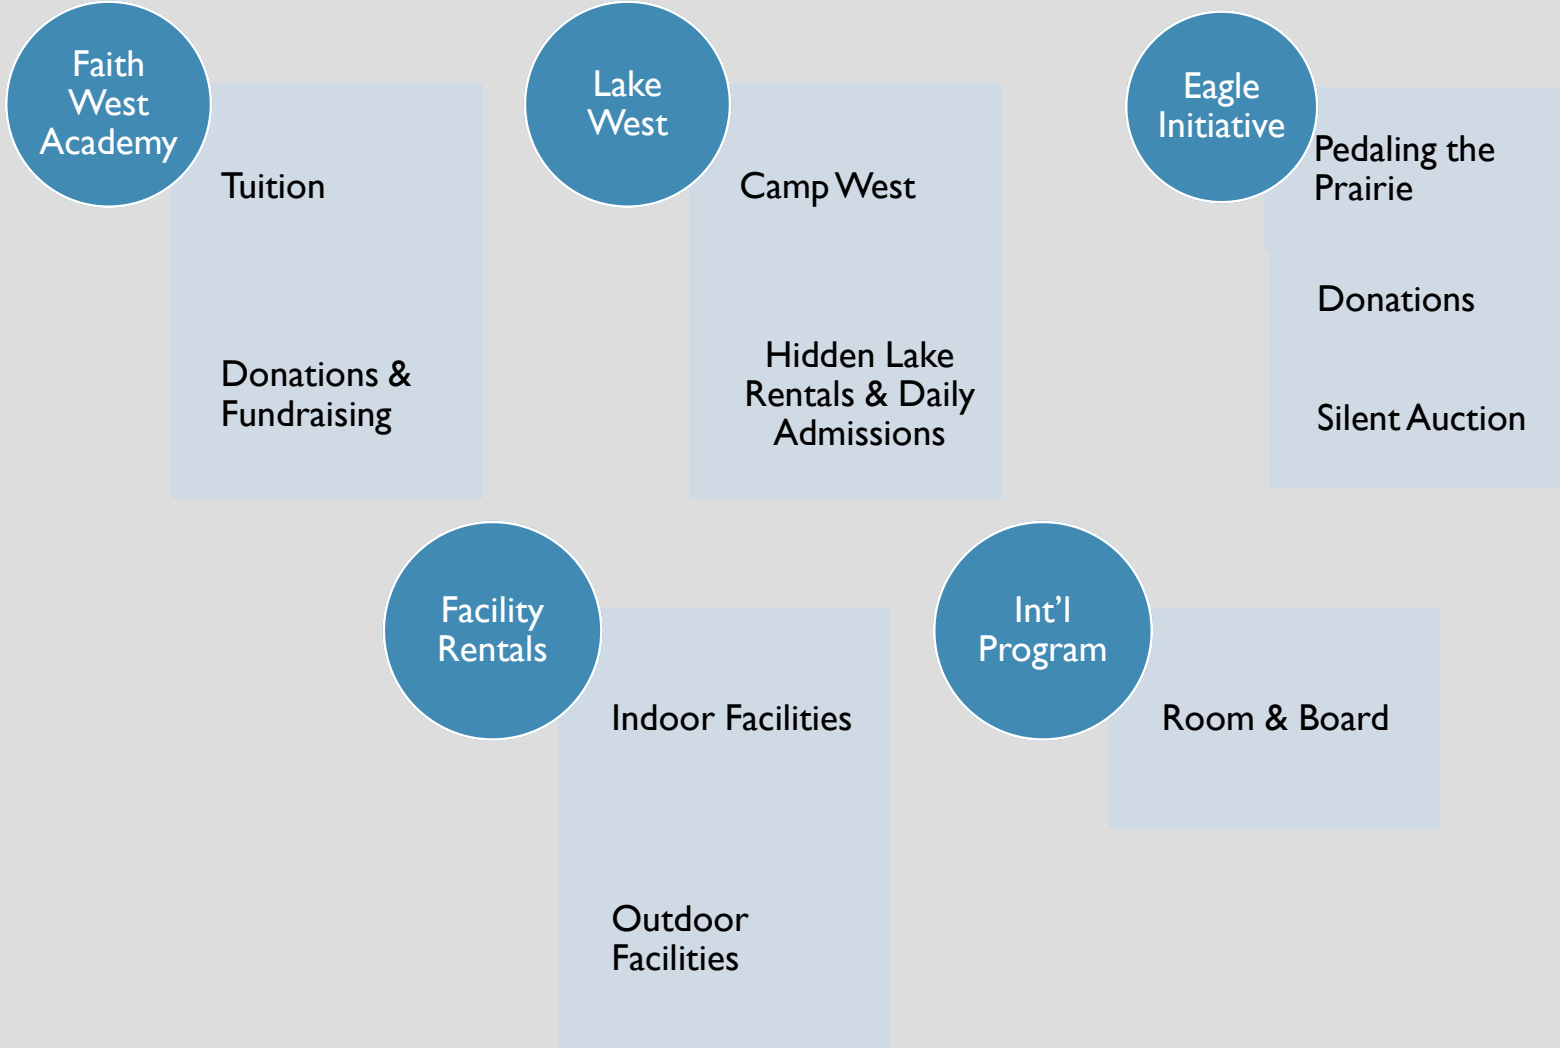 Faith
West
Academy
Tuition
Donations &
Fundraising
Lake
West
Camp West
Hidden Lake
Rentals & Daily
Admissions
Eagle
Initiative
Pedaling the
Prairie
Donations
Silent Auction
Facility
Rentals
Indoor Facilities
Outdoor
Facilities
Int’l
Program
Room & Board